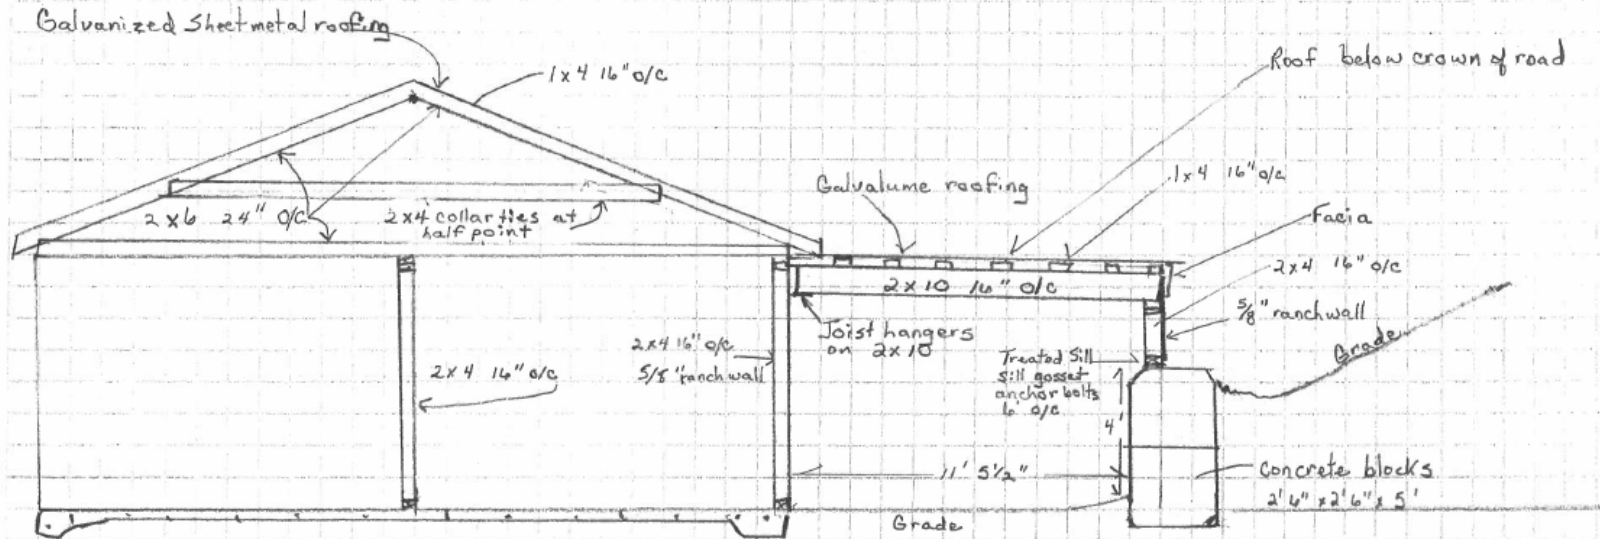 Galvanized Sheetmetal roofing
1x4 16" o/c
Roof below crown of road
Galvalume roofing
1x4 16" o/c
Facia
2x6 24" O/C
2x4 collar ties at
half point
2x4 16" o/c
2x10 16" O/C
5/8" ranchwall
Grade
Joist hangers
on 2x10
2x4 16" o/c
5/8" ranchwall
2x4 16" o/c
Treated Sill
sill gosset
anchor bolts
6' O/C
4'
11' 5 1/2"
concrete blocks
2'6" x 2'6" x 5'
Grade